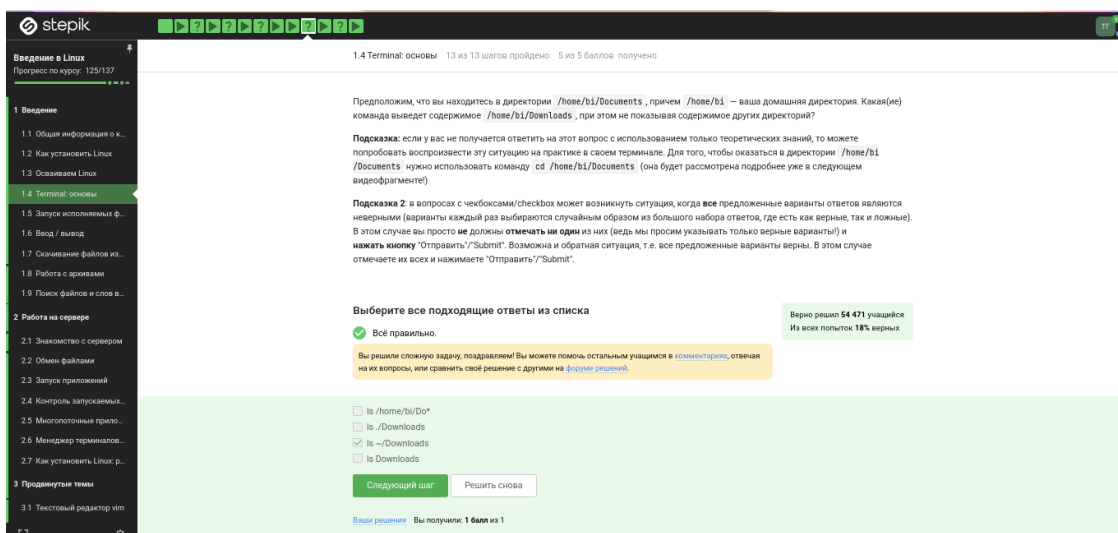 stepik
Введение в Linux
Прогресс по курсу: 125/137
1 Введение
1.1 Общая информация о к...
1.2 Как установить Linux
1.3 Осваиваем Linux
1.4 Terminal: основы
1.5 Запуск исполняемых ф...
1.6 Ввод / вывод
1.7 Скачивание файлов из...
1.8 Работа с архивами
1.9 Поиск файлов и слов в...
2 Работа на сервере
2.1 Знакомство с сервером
2.2 Обмен файлами
2.3 Запуск приложений
2.4 Контроль запускаемых...
2.5 Многопоточные прило...
2.6 Менеджер терминалов...
2.7 Как установить Linux: р...
3 Продвинутые темы
3.1 Текстовый редактор vim
1.4 Terminal: основы 13 из 13 шагов пройдено 5 из 5 баллов получено
Предположим, что вы находитесь в директории /home/bi/Documents, причем /home/bi — ваша домашняя директория. Какая(ие)
команда выведет содержимое /home/bi/Downloads, при этом не показывая содержимое других директорий?
Подсказка: если у вас не получается ответить на этот вопрос с использованием только теоретических знаний, то можете
попробовать воспроизвести эту ситуацию на практике в своем терминале. Для того, чтобы оказаться в директории /home/bi
/Documents нужно использовать команду cd /home/bi/Documents (она будет рассмотрена подробнее уже в следующем
видеофрагменте!)
Подсказка 2: в вопросах с чекбоксами/checkbox может возникнуть ситуация, когда все предложенные варианты ответов являются
неверными (варианты каждый раз выбираются случайным образом из большого набора ответов, где есть как верные, так и ложные).
В этом случае вы просто не должны отмечать ни один из них (ведь мы просим указывать только верные варианты!) и
нажать кнопку "Отправить"/"Submit". Возможна и обратная ситуация, т.е. все предложенные варианты верны. В этом случае
отмечаете их всех и нажимаете "Отправить"/"Submit".
Выберите все подходящие ответы из списка
Всё правильно.
Вы решили сложную задачу, поздравляем! Вы можете помочь остальным учащимся в комментариях, отвечая
на их вопросы, или сравнить своё решение с другими на форуме решений.
Верно решил 54 471 учащийся
Из всех попыток 18% верных
ls /home/bi/Do*
ls ./Downloads
ls ~/Downloads
ls Downloads
Следующий шаг Решить снова
Ваши решения Вы получили: 1 балл из 1